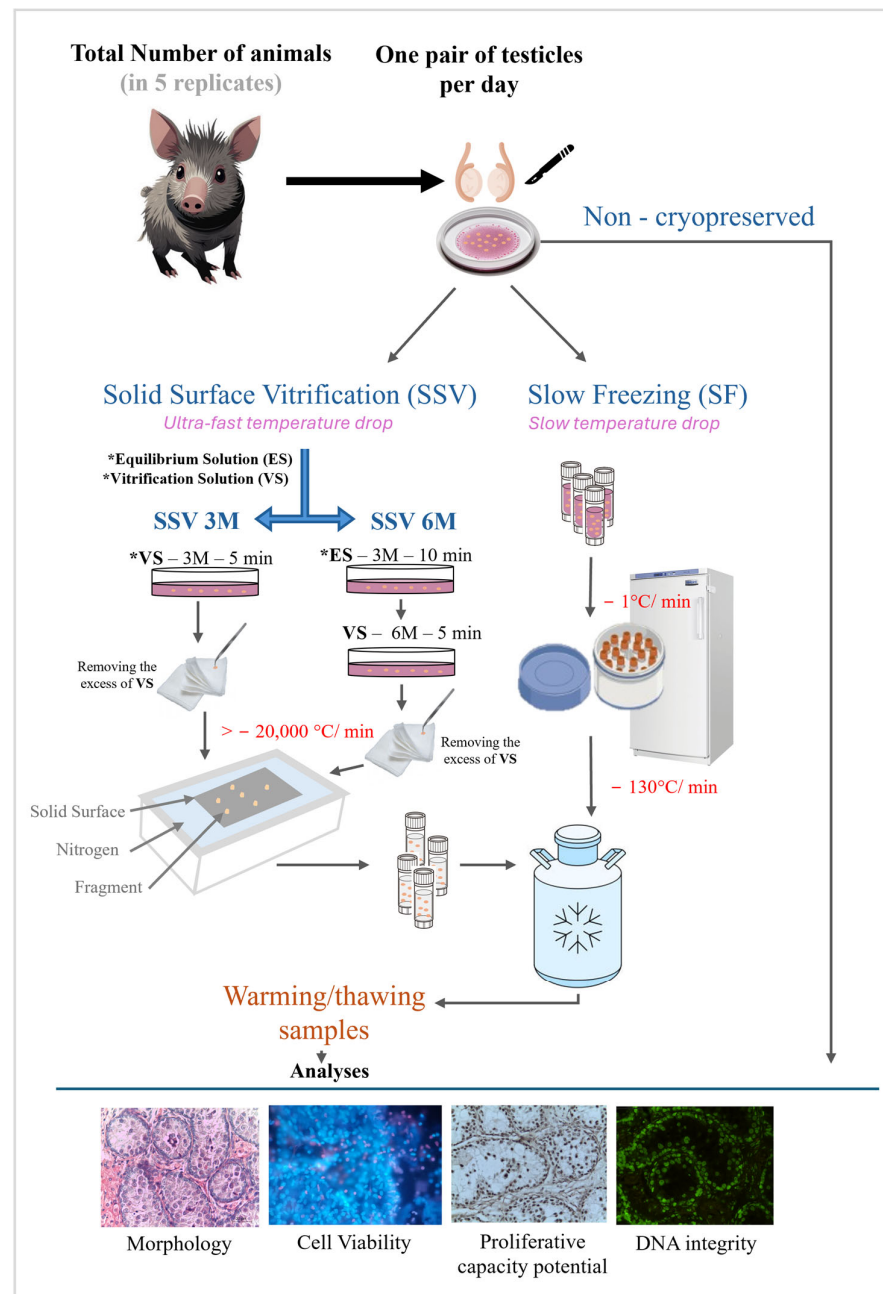 Total Number of animals
(in 5 replicates)
One pair of testicles
per day
Non - cryopreserved
Solid Surface Vitrification (SSV)
Ultra-fast temperature drop
Slow Freezing (SF)
Slow temperature drop
*Equilibrium Solution (ES)
*Vitrification Solution (VS)
SSV 3M
SSV 6M
*VS – 3M – 5 min
*ES – 3M – 10 min
VS – 6M – 5 min
Removing the
excess of VS
Removing the
excess of VS
> − 20,000 °C/ min
− 1°C/ min
− 130°C/ min
Solid Surface
Nitrogen
Fragment
Warming/thawing
samples
Analyses
Morphology
Cell Viability
Proliferative
capacity potential
DNA integrity